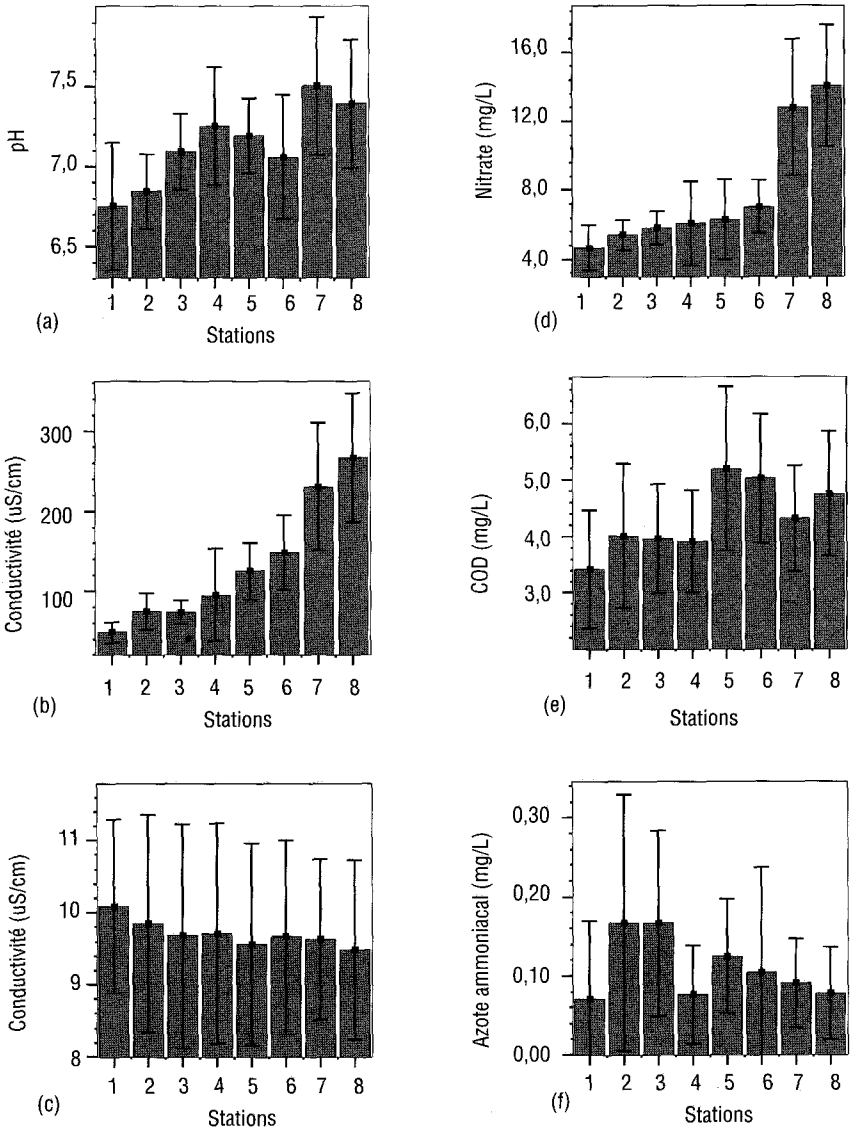 pH
7,5
7,0
6,5
1 2 3 4 5 6 7 8
(a)
Stations
Nitrate (mg/L)
16,0
12,0
8,0
4,0
1 2 3 4 5 6 7 8
(d)
Stations
Conductivité (uS/cm)
300
200
100
1 2 3 4 5 6 7 8
(b)
Stations
COD (mg/L)
6,0
5,0
4,0
3,0
1 2 3 4 5 6 7 8
(e)
Stations
Conductivité (uS/cm)
11
10
9
8
1 2 3 4 5 6 7 8
(c)
Stations
Azote ammoniacal (mg/L)
0,30
0,20
0,10
0,00
1 2 3 4 5 6 7 8
(f)
Stations